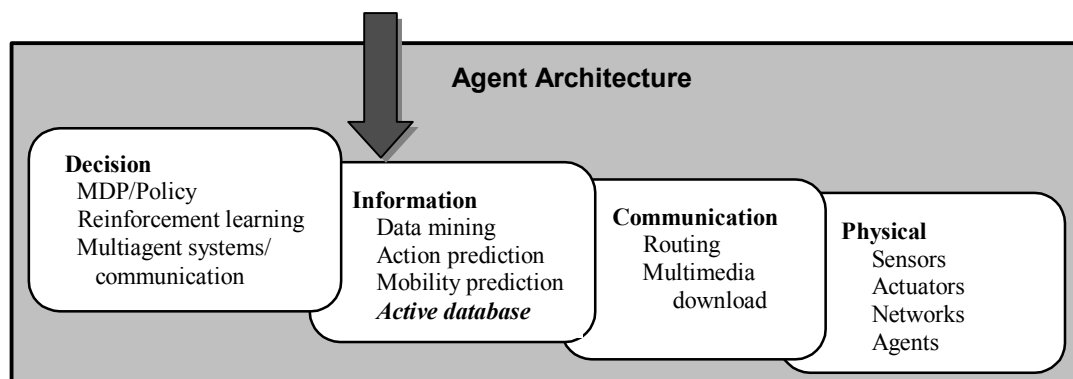 Agent Architecture
Decision
MDP/Policy
Reinforcement learning
Multiagent systems/
communication
Information
Data mining
Action prediction
Mobility prediction
Active database
Communication
Routing
Multimedia
download
Physical
Sensors
Actuators
Networks
Agents